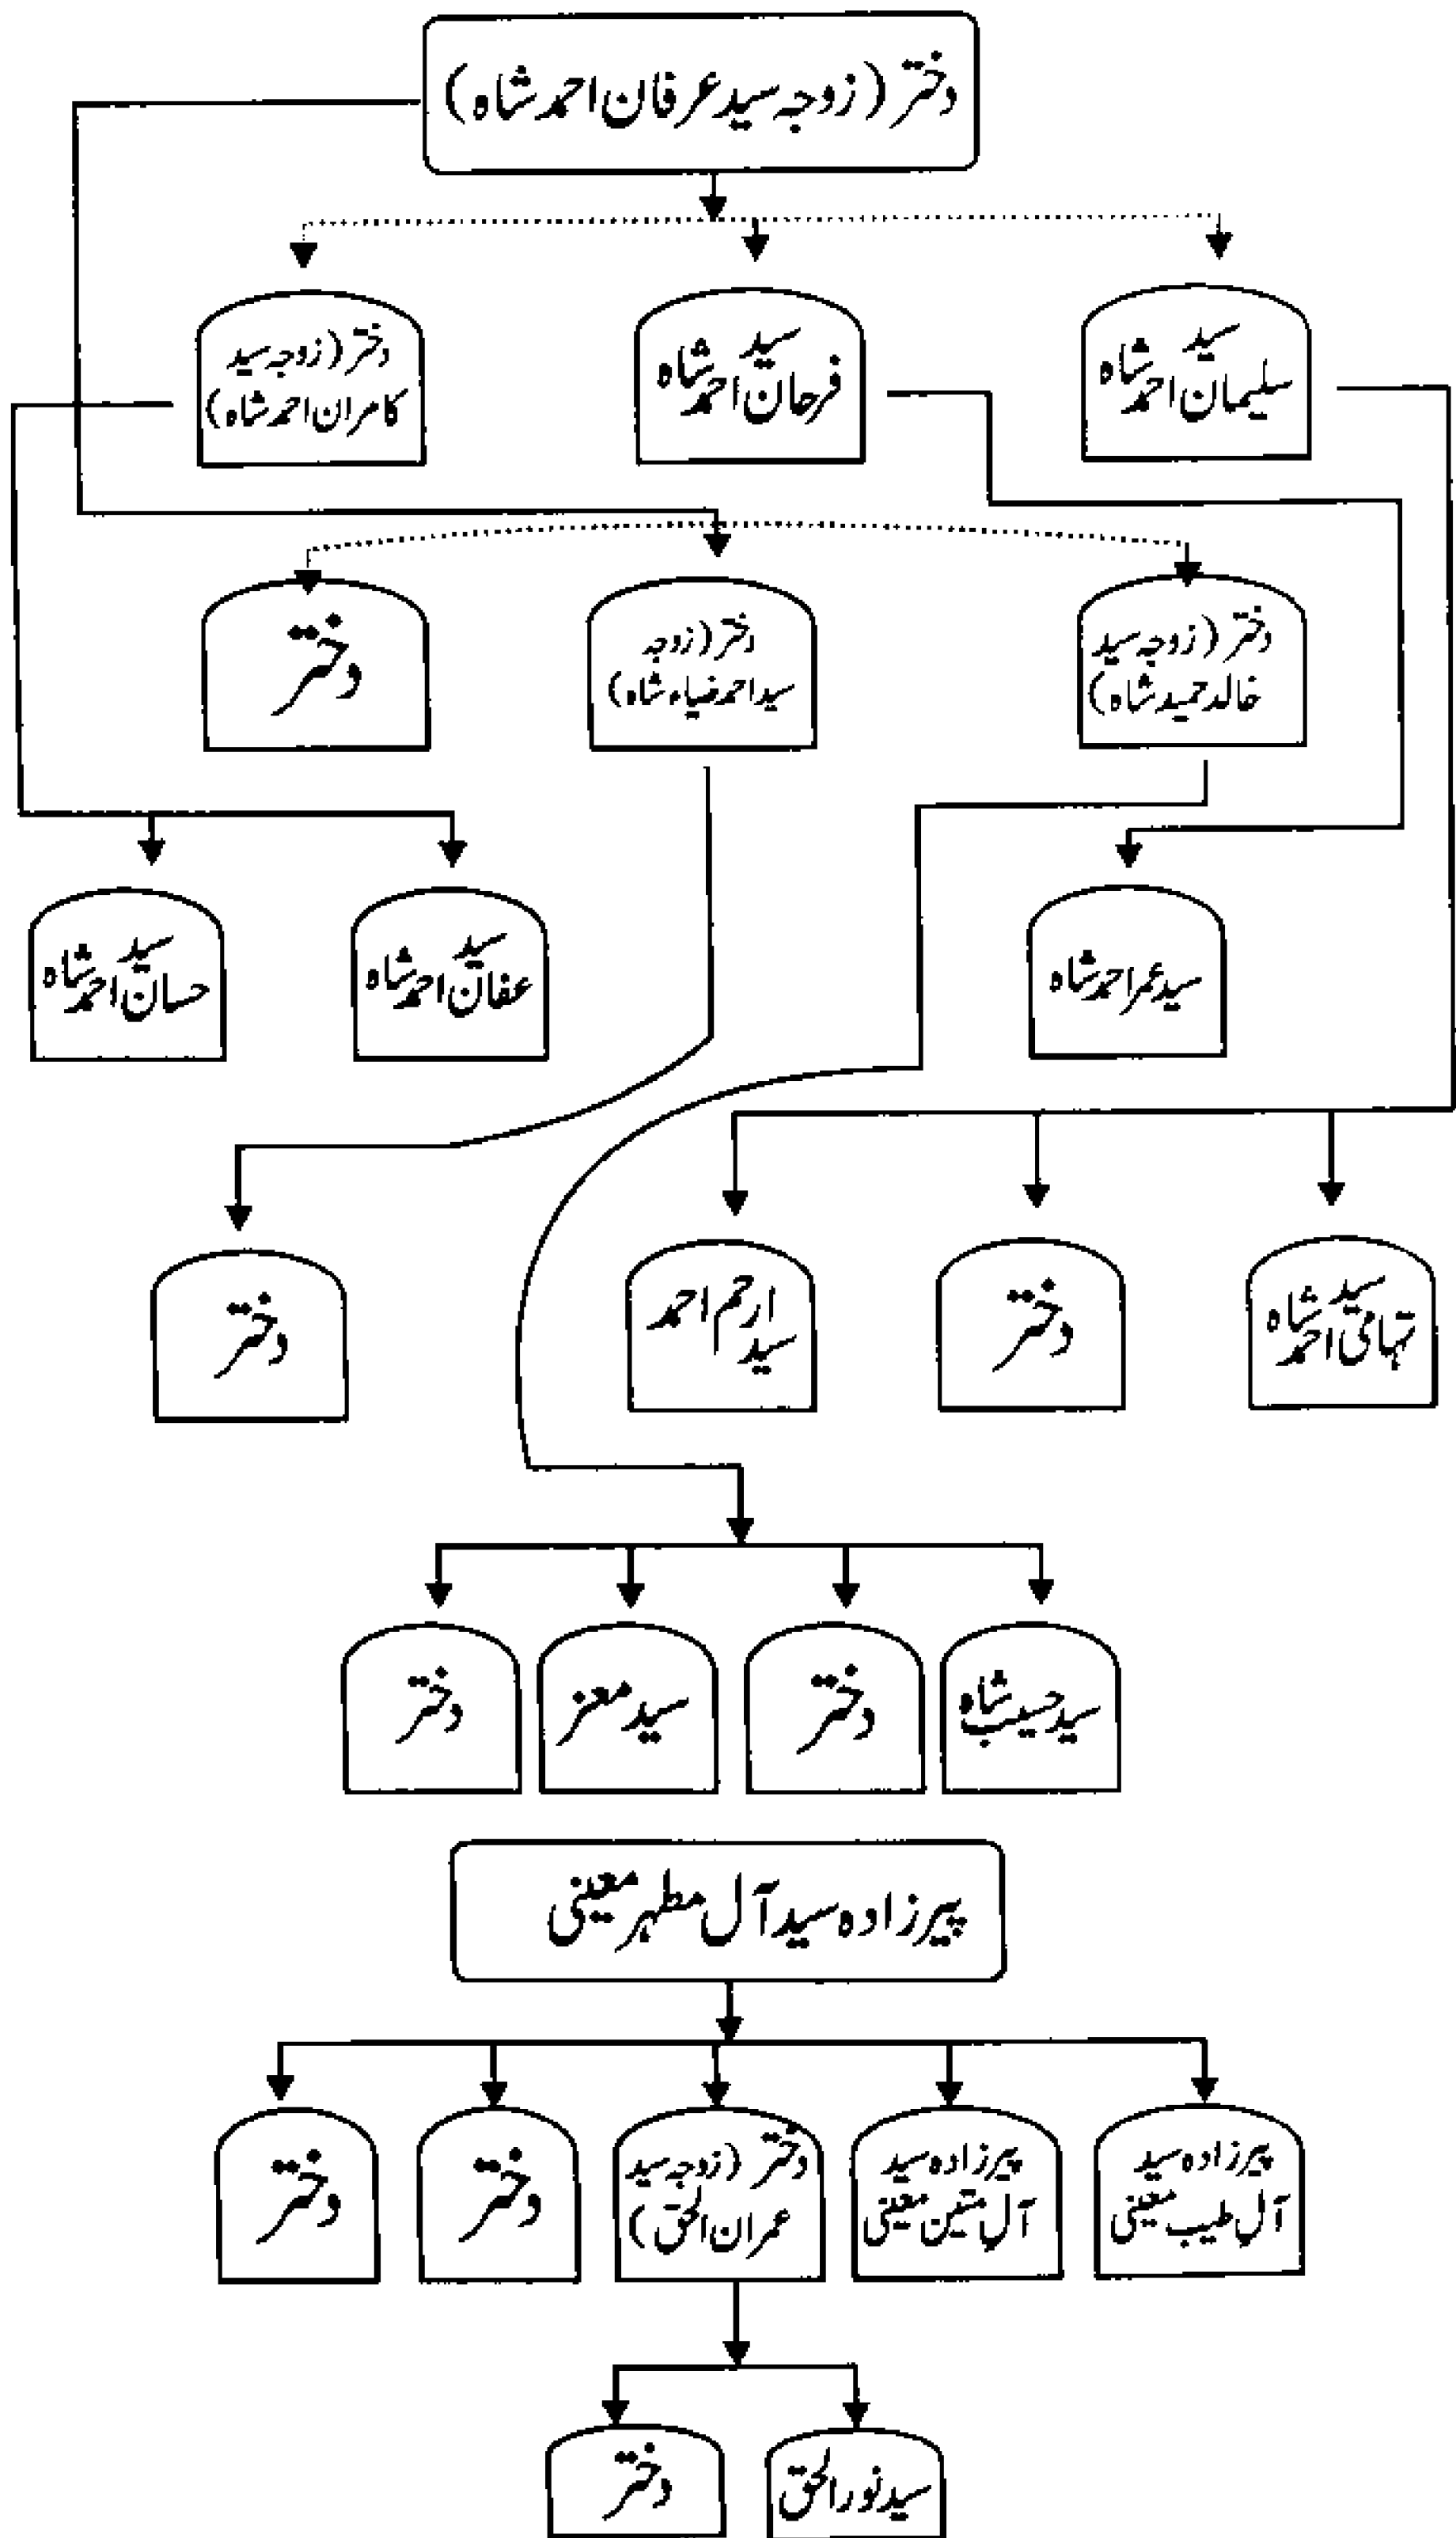 دختر (زوجہ سید عرفان احمد شاہ)
سید
سلیمان احمد شاہ
سید
فرحان احمد شاہ
دختر (زوجہ سید
کامران احمد شاہ)
دختر (زوجہ سید
خالد حمید شاہ)
دختر (زوجہ
سید احمد ضیاء شاہ)
دختر
سید عمر احمد شاہ
سید
عفان احمد شاہ
سید
حسان احمد شاہ
سید
تہامی احمد شاہ
دختر
سید ارحم احمد
دختر
سید حسیب شاہ
دختر
سید معز
دختر
پیرزادہ سید آل مطہر معینی
پیرزادہ سید
آلِ طیب معینی
پیرزادہ سید
آلِ متین معینی
دختر (زوجہ سید
عمران الحق)
دختر
دختر
سید نور الحق
دختر